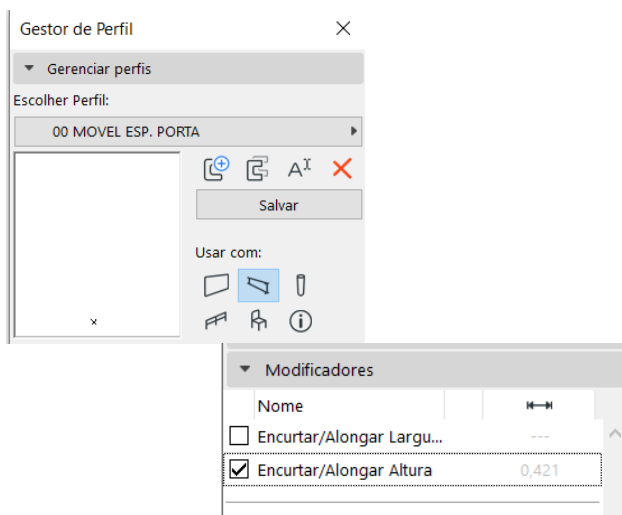 Gestor de Perfil
Gerenciar perfis
Escolher Perfil:
00 MOVEL ESP. PORTA
Salvar
Usar com:
Modificadores
Nome
Encurtar/Alongar Largu... ---
Encurtar/Alongar Altura 0,421